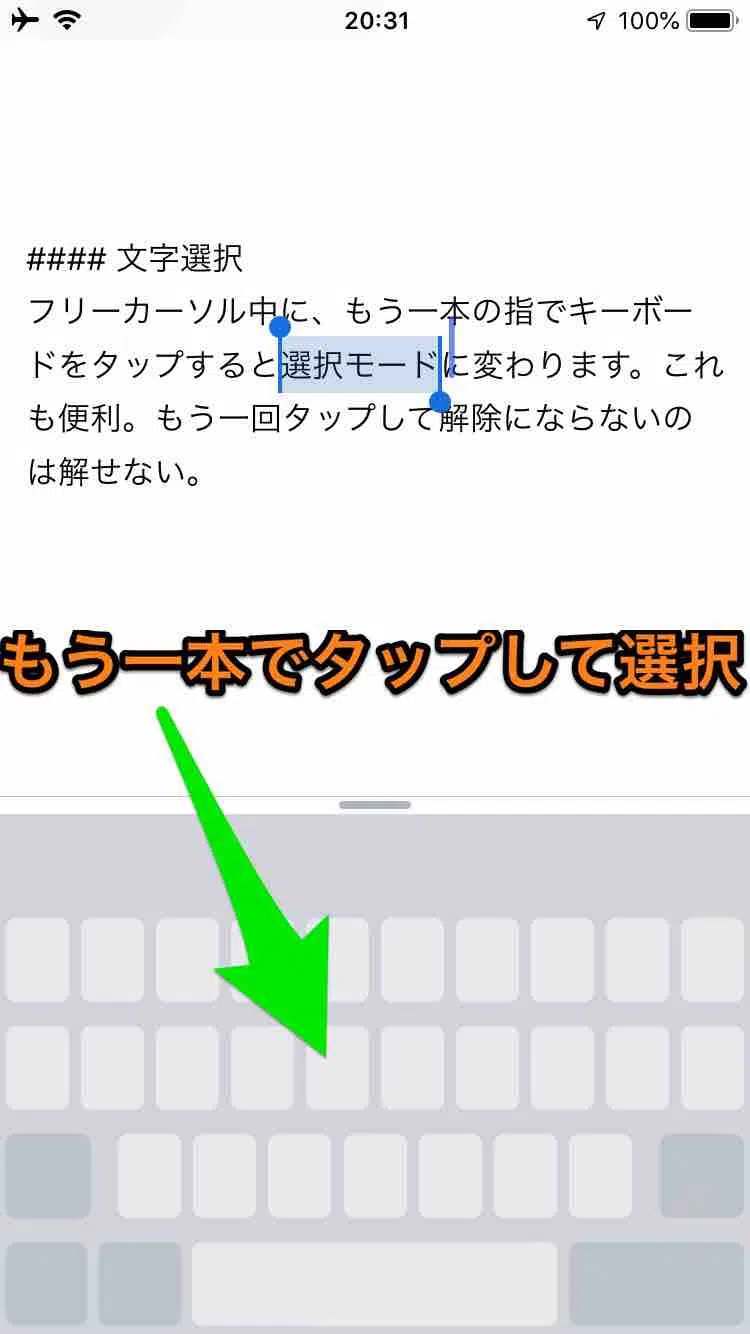 20:31
100%
#### 文字選択
フリーカーソル中に、もう一本の指でキーボー
ドをタップすると選択モードに変わります。これ
も便利。もう一回タップして解除にならないの
は解せない。
もう一本でタップして選択